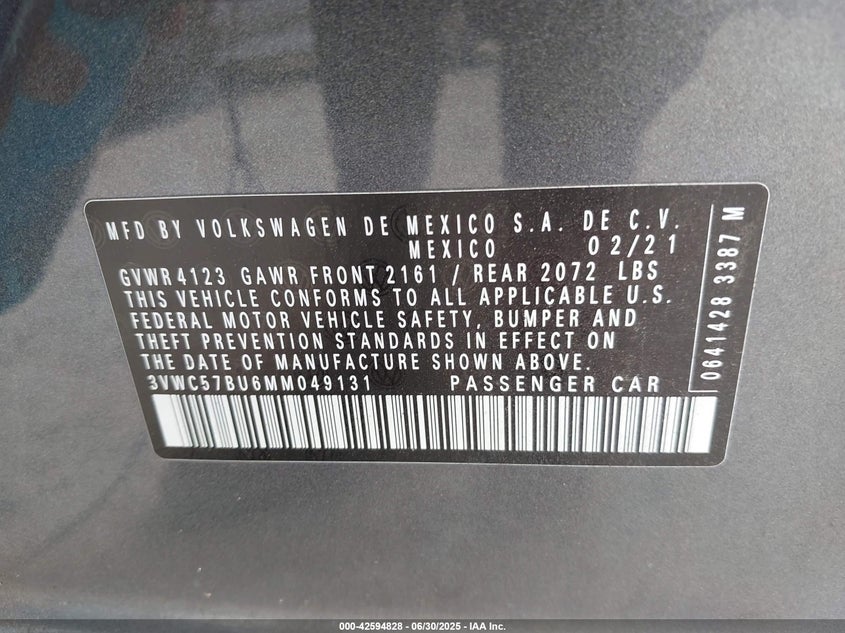 MFD BY VOLKSWAGEN DE MEXICO S.A. DE C.V.
MEXICO 02/21
GVWR 4123 GAWR FRONT 2161 / REAR 2072 LBS
THIS VEHICLE CONFORMS TO ALL APPLICABLE U.S.
FEDERAL MOTOR VEHICLE SAFETY, BUMPER AND
THEFT PREVENTION STANDARDS IN EFFECT ON
THE DATE OF MANUFACTURE SHOWN ABOVE.
3VWC57BU6MM049131 PASSENGER CAR
0641428 3387 M
000-42594828 - 06/30/2025 - IAA Inc.